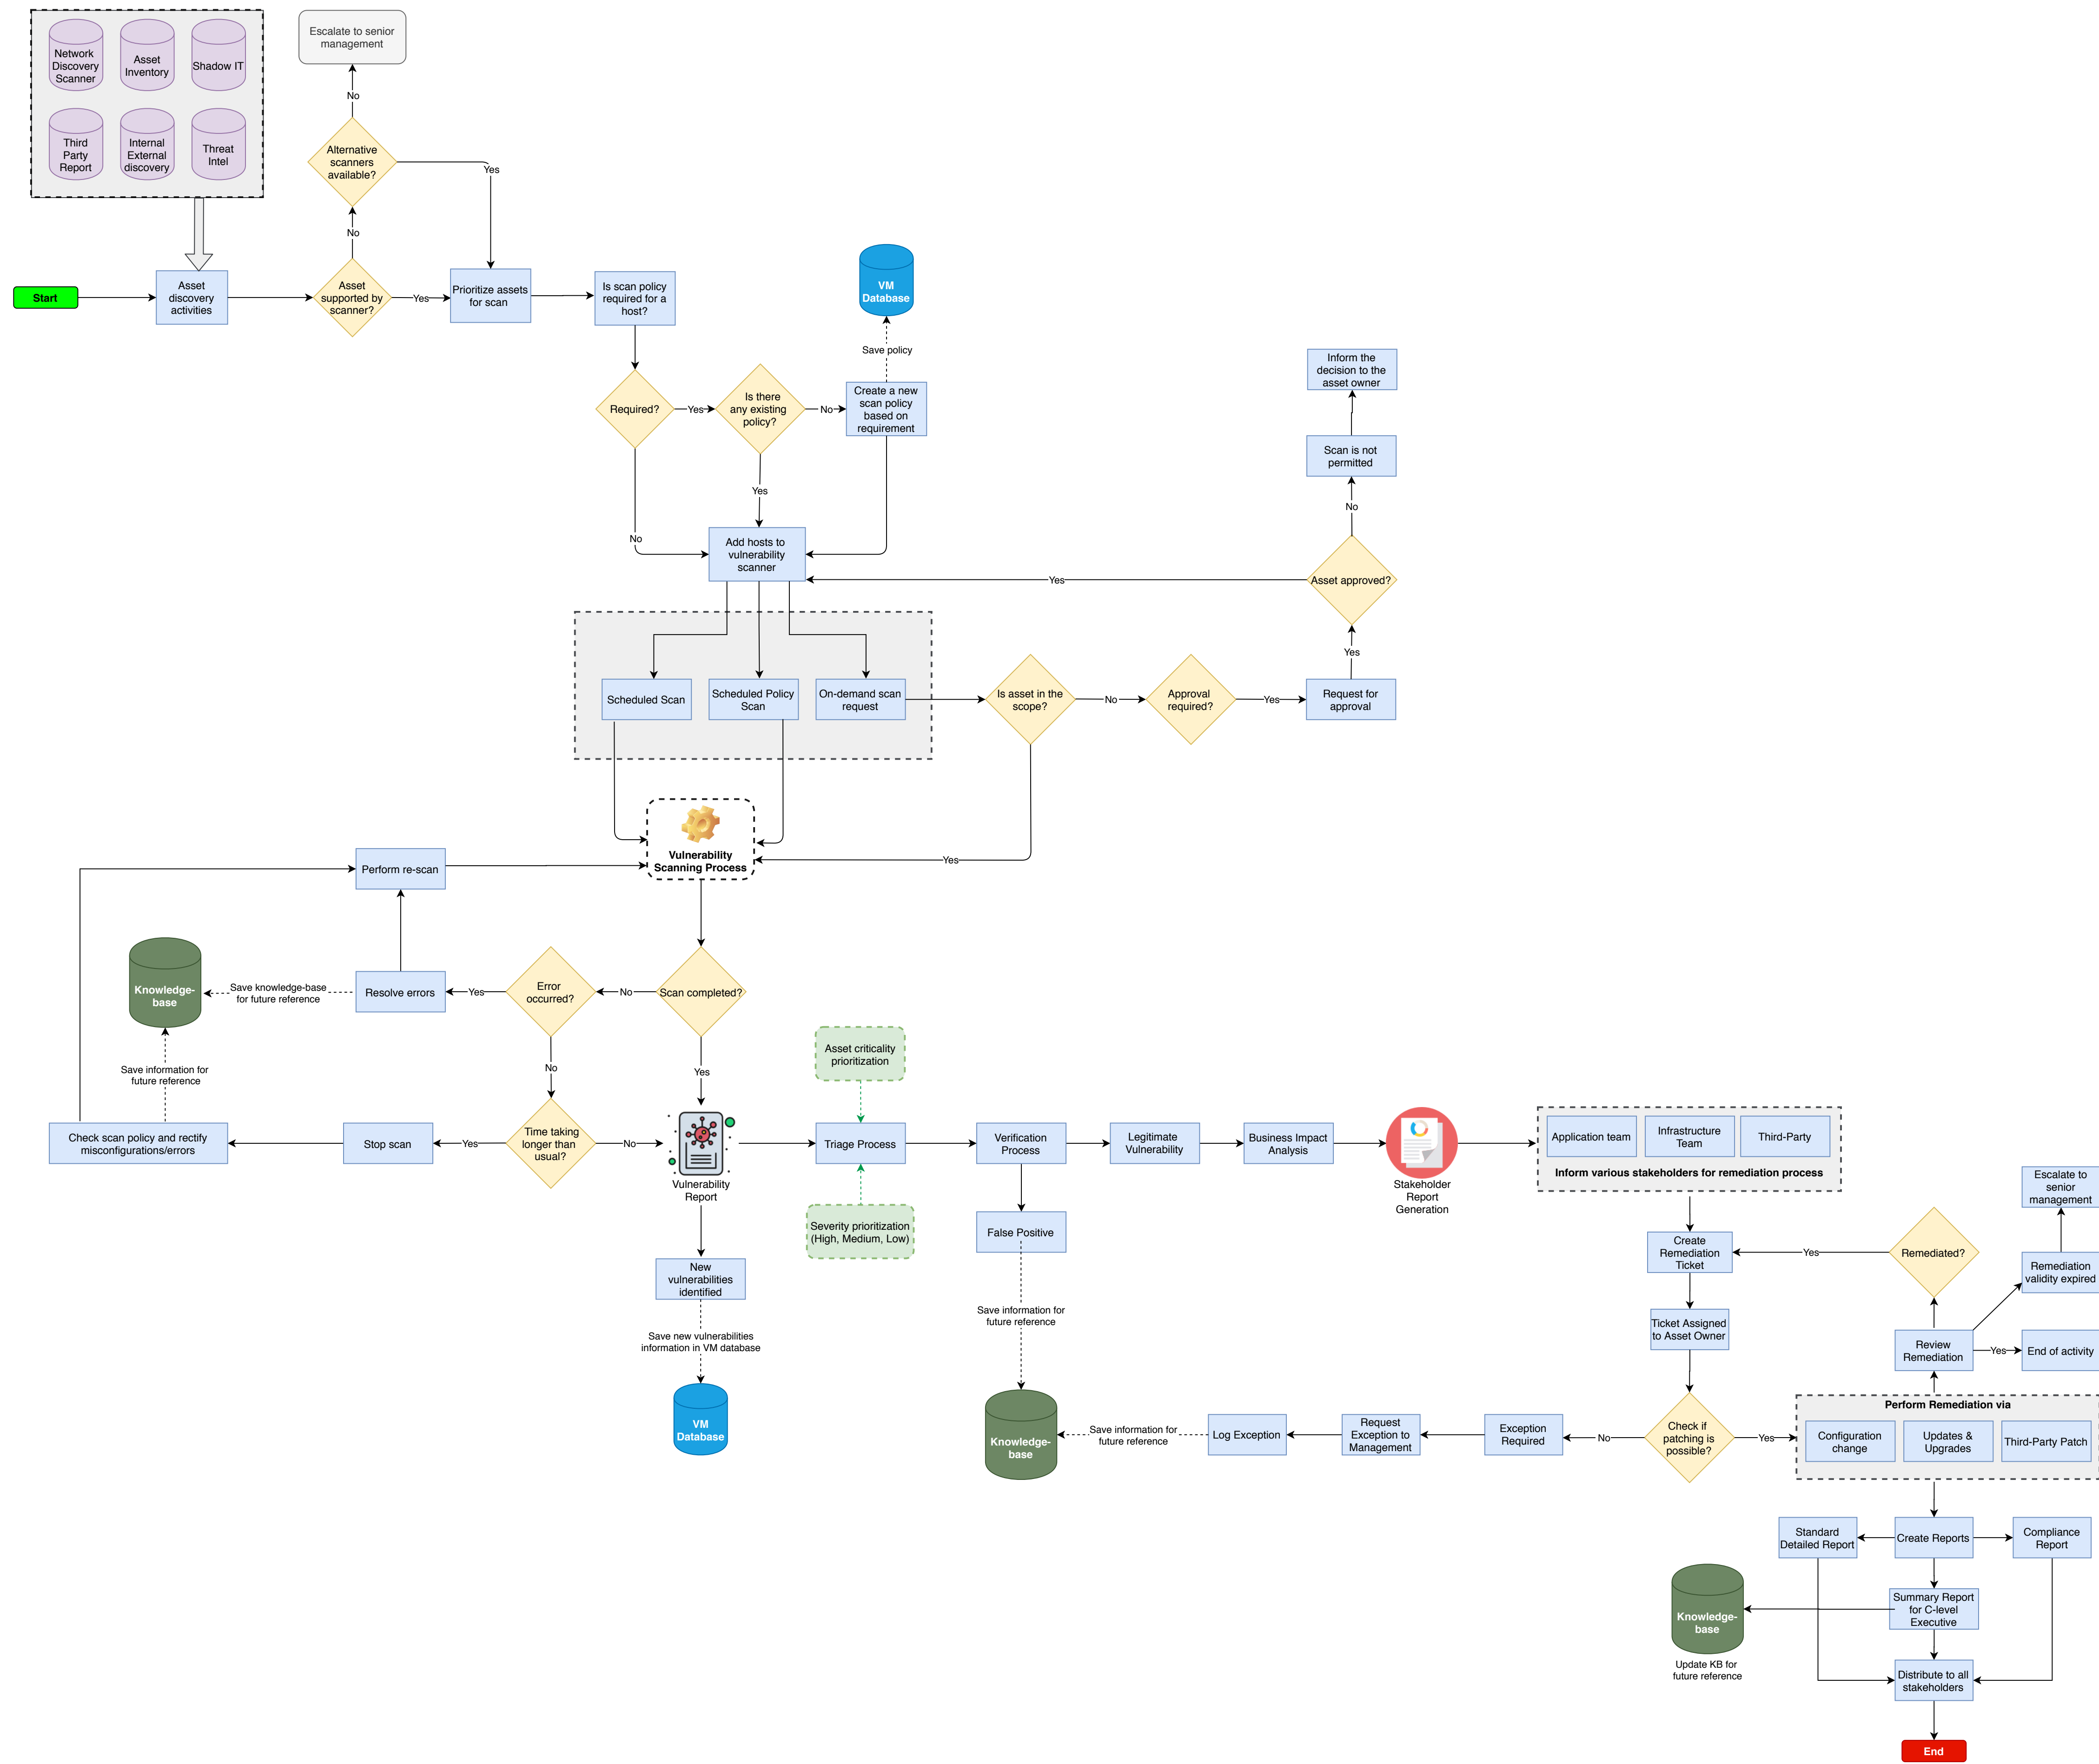 Network
Discovery
Scanner
Asset
Inventory
Shadow IT
Third
Party
Report
Internal
External
discovery
Threat
Intel
Escalate to senior
management
No
Alternative
scanners
available?
Yes
No
Start
Asset
discovery
activities
Asset
supported by
scanner?
Yes
Prioritize assets
for scan
Is scan policy
required for a
host?
VM
Database
Save policy
Required?
Yes
Is there
any existing
policy?
No
Create a new
scan policy
based on
requirement
Yes
No
Add hosts to
vulnerability
scanner
Inform the
decision to the
asset owner
Scan is not
permitted
No
Asset approved?
Yes
Yes
Scheduled Scan
Scheduled Policy
Scan
On-demand scan
request
Is asset in the
scope?
No
Approval
required?
Yes
Request for
approval
Yes
Vulnerability
Scanning Process
Perform re-scan
Knowledge-
base
Save knowledge-base
for future reference
Resolve errors
Yes
Error
occurred?
No
Scan completed?
Save information for
future reference
No
Yes
Check scan policy and rectify
misconfigurations/errors
Stop scan
Yes
Time taking
longer than
usual?
No
Vulnerability
Report
Asset criticality
prioritization
Triage Process
Severity prioritization
(High, Medium, Low)
Verification
Process
Legitimate
Vulnerability
Business Impact
Analysis
Stakeholder
Report
Generation
Application team
Infrastructure
Team
Third-Party
Inform various stakeholders for remediation process
New
vulnerabilities
identified
Save new vulnerabilities
information in VM database
VM
Database
False Positive
Save information for
future reference
Knowledge-
base
Save information for
future reference
Log Exception
Request
Exception to
Management
Exception
Required
No
Check if
patching is
possible?
Yes
Create
Remediation
Ticket
Ticket Assigned
to Asset Owner
Yes
Remediated?
Escalate to
senior
management
Remediation
validity expired
Review
Remediation
Yes
End of activity
Perform Remediation via
Configuration
change
Updates &
Upgrades
Third-Party Patch
Standard
Detailed Report
Create Reports
Compliance
Report
Knowledge-
base
Update KB for
future reference
Summary Report
for C-level
Executive
Distribute to all
stakeholders
End